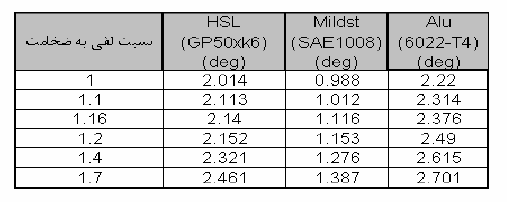 نسبت لقی به ضخامت HSL (GP50xk6) (deg) Mildst (SAE1008) (deg) Alu (6022-T4) (deg)
1 2.014 0.988 2.22
1.1 2.113 1.012 2.314
1.16 2.14 1.116 2.376
1.2 2.152 1.153 2.49
1.4 2.321 1.276 2.615
1.7 2.461 1.387 2.701